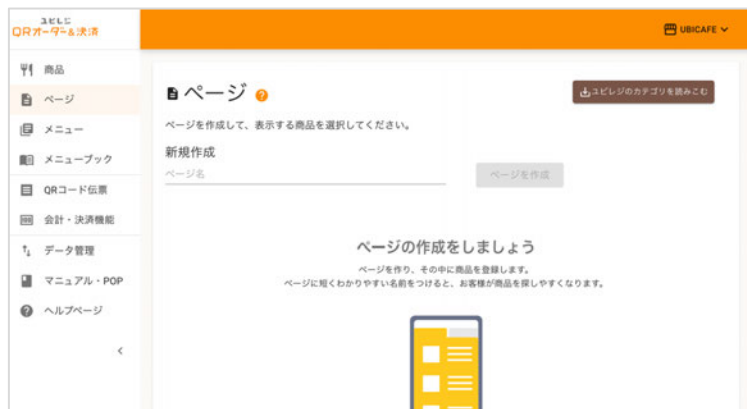 ユビレジ
QRオーダー&決済
UBICAFE
商品
ページ
メニュー
メニューブック
QRコード伝票
会計・決済機能
データ管理
マニュアル・POP
ヘルプページ
ページ
ユビレジのカテゴリを読みこむ
ページを作成して、表示する商品を選択してください。
新規作成
ページ名
ページを作成
ページの作成をしましょう
ページを作り、その中に商品を登録します。
ページに短くわかりやすい名前をつけると、お客様が商品を探しやすくなります。